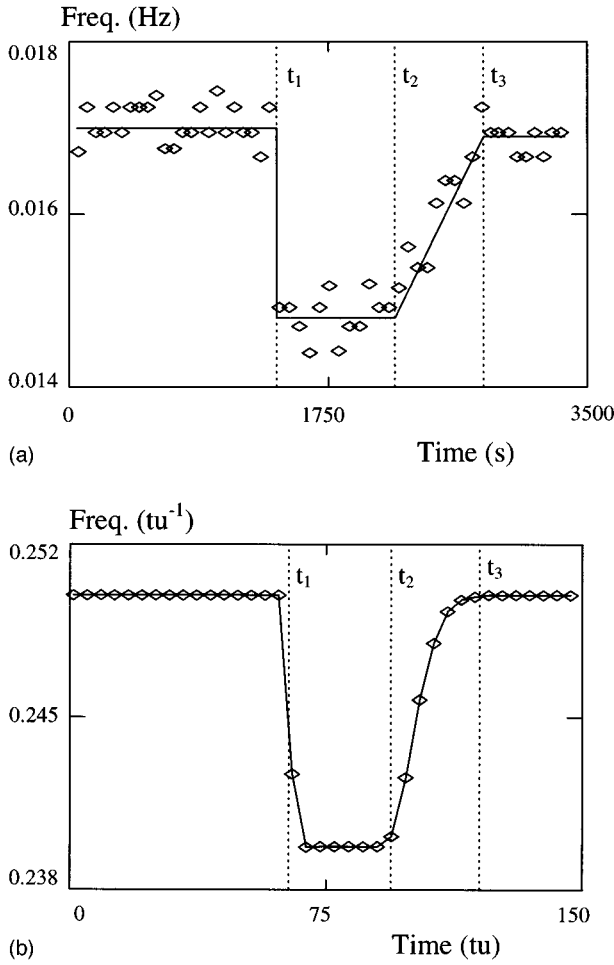 Freq. (Hz)
0.018
t1 t2 t3
0.016
0.014
0 1750 3500
(a) Time (s)
Freq. (tu-1)
0.252
t1 t2 t3
0.245
0.238
0 75 150
(b) Time (tu)